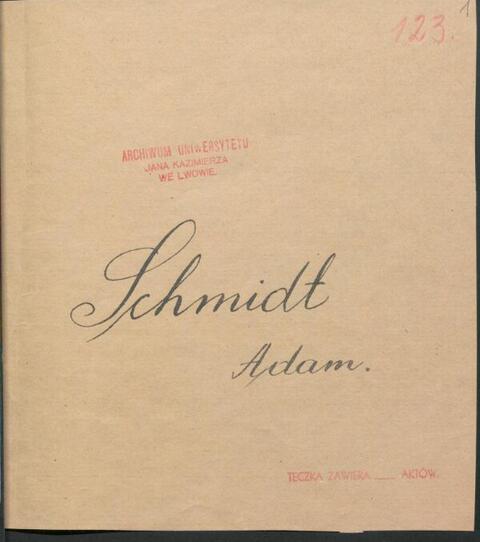 1
123.
ARCHIWUM UNIWERSYTETU
JANA KAZIMIERZA
WE LWOWIE.
Schmidt
Adam.
TECZKA ZAWIERA ___ AKTÓW.